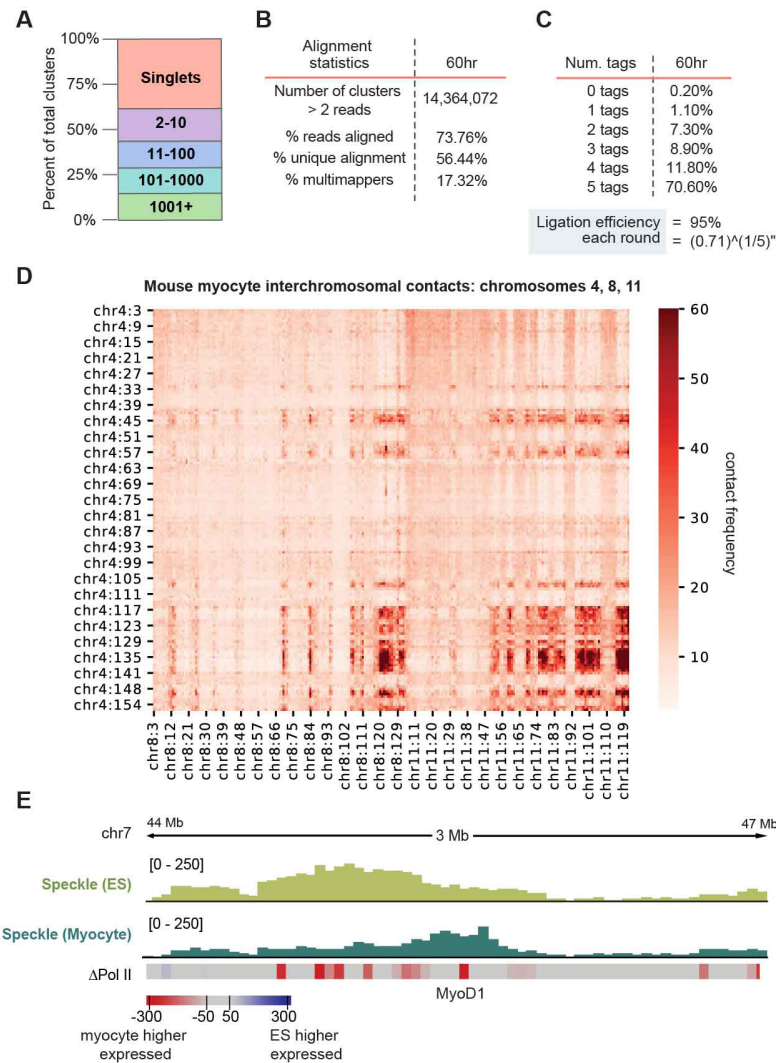 A
Percent of total clusters
100%
75%
50%
25%
0%
Singlets
2-10
11-100
101-1000
1001+
B
Alignment statistics 60hr
Number of clusters > 2 reads 14,364,072
% reads aligned 73.76%
% unique alignment 56.44%
% multimappers 17.32%
C
Num. tags 60hr
0 tags 0.20%
1 tag 1.10%
2 tags 7.30%
3 tags 8.90%
4 tags 11.80%
5 tags 70.60%
Ligation efficiency = 95%
each round = (0.71)^(1/5)"
D
Mouse myocyte interchromosomal contacts: chromosomes 4, 8, 11
chr4:3
chr4:9
chr4:15
chr4:21
chr4:27
chr4:33
chr4:39
chr4:45
chr4:51
chr4:57
chr4:63
chr4:69
chr4:75
chr4:81
chr4:87
chr4:93
chr4:99
chr4:105
chr4:111
chr4:117
chr4:123
chr4:129
chr4:135
chr4:141
chr4:148
chr4:154
chr8:3
chr8:12
chr8:21
chr8:30
chr8:39
chr8:48
chr8:57
chr8:66
chr8:75
chr8:84
chr8:93
chr8:102
chr8:111
chr8:120
chr8:129
chr11:11
chr11:20
chr11:29
chr11:38
chr11:47
chr11:56
chr11:65
chr11:74
chr11:83
chr11:92
chr11:101
chr11:110
chr11:119
60
50
40
30
20
10
contact frequency
E
44 Mb
47 Mb
chr7
3 Mb
[0 - 250]
Speckle (ES)
[0 - 250]
Speckle (Myocyte)
ΔPol II
MyoD1
-300 -50 50 300
myocyte higher expressed
ES higher expressed